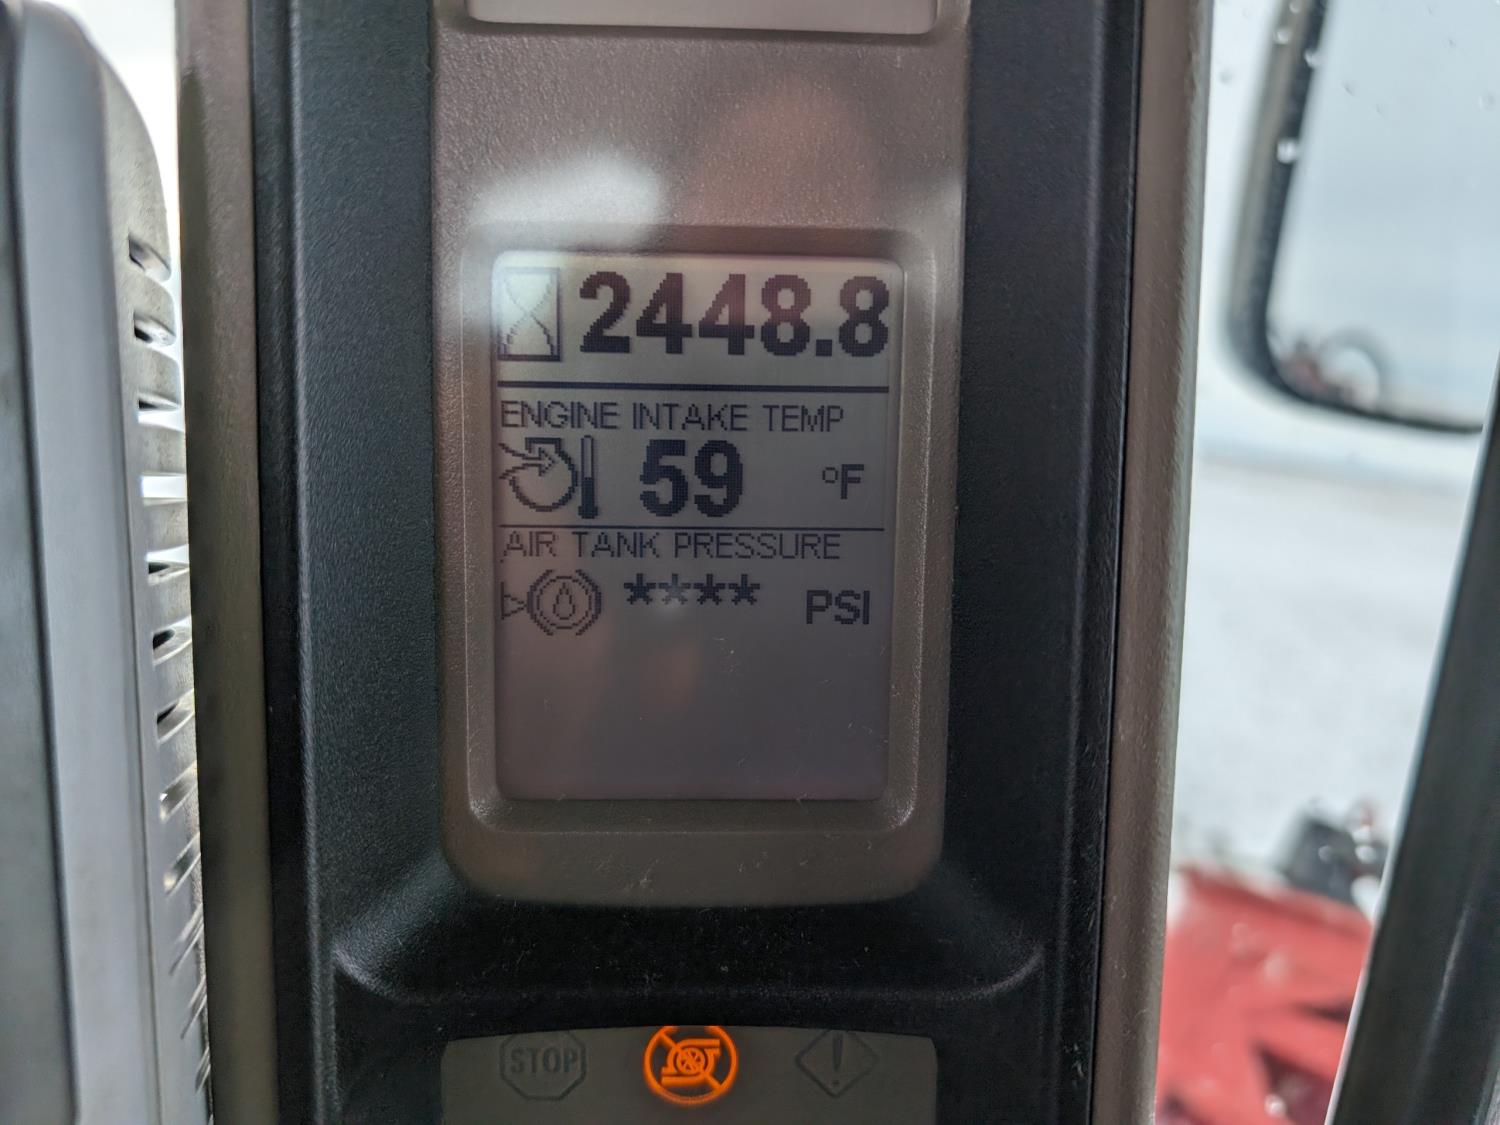 2448.8
ENGINE INTAKE TEMP
59 °F
AIR TANK PRESSURE
**** PSI
STOP !